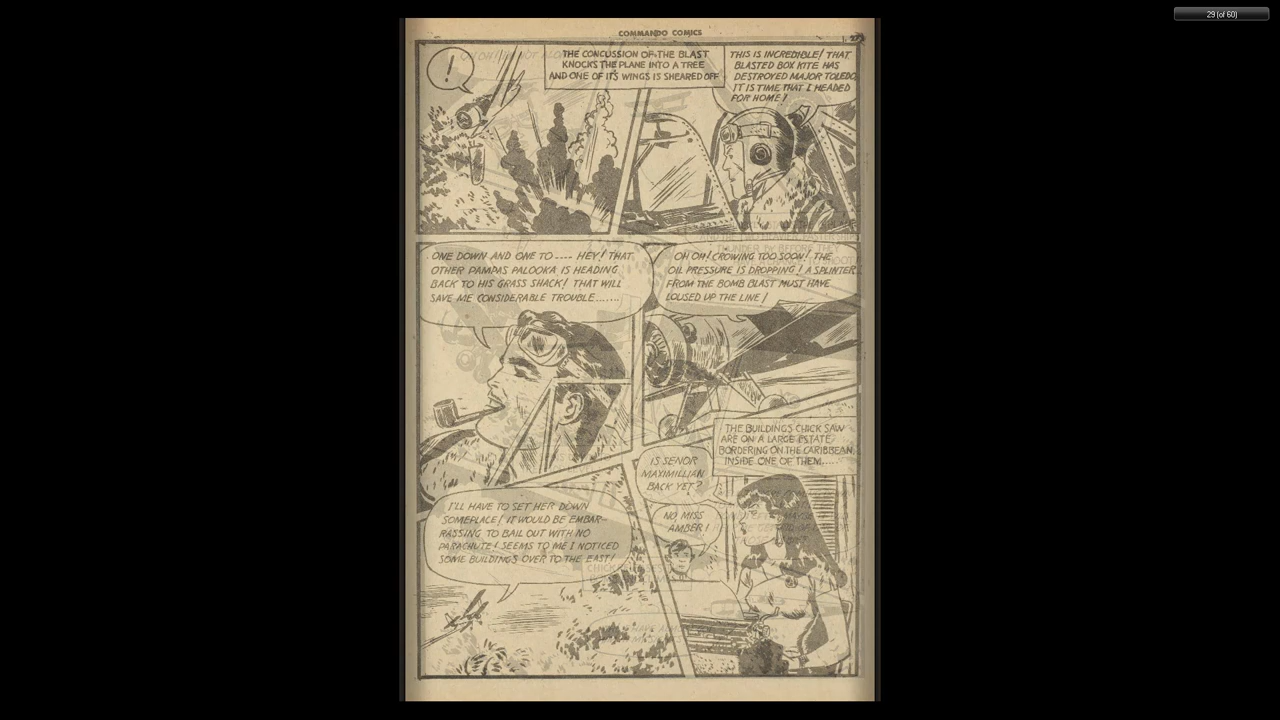 29 (of 60)
COMMANDO COMICS
!
THE CONCUSSION OF THE BLAST
KNOCKS THE PLANE INTO A TREE
AND ONE OF ITS WINGS IS SHEARED OFF
THIS IS INCREDIBLE! THAT
BLASTED BOX KITE HAS
DESTROYED MAJOR TOLEDO,
IT IS TIME THAT I HEADED
FOR HOME!
ONE DOWN AND ONE TO ---- HEY! THAT
OTHER PAMPAS PALOOKA IS HEADING
BACK TO HIS GRASS SHACK! THAT WILL
SAVE ME CONSIDERABLE TROUBLE.......
OH OH! CROWING TOO SOON! THE
OIL PRESSURE IS DROPPING! A SPLINTER
FROM THE BOMB BLAST MUST HAVE
LOUSED UP THE LINE!
I'LL HAVE TO SET HER DOWN
SOMEPLACE! IT WOULD BE EMBAR-
RASSING TO BAIL OUT WITH NO
PARACHUTE! SEEMS TO ME I NOTICED
SOME BUILDINGS OVER TO THE EAST!
THE BUILDINGS CHICK SAW
ARE ON A LARGE ESTATE
BORDERING ON THE CARIBBEAN,
INSIDE ONE OF THEM.....
IS SENOR
MAXIMILLIAN
BACK YET?
NO MISS
AMBER!